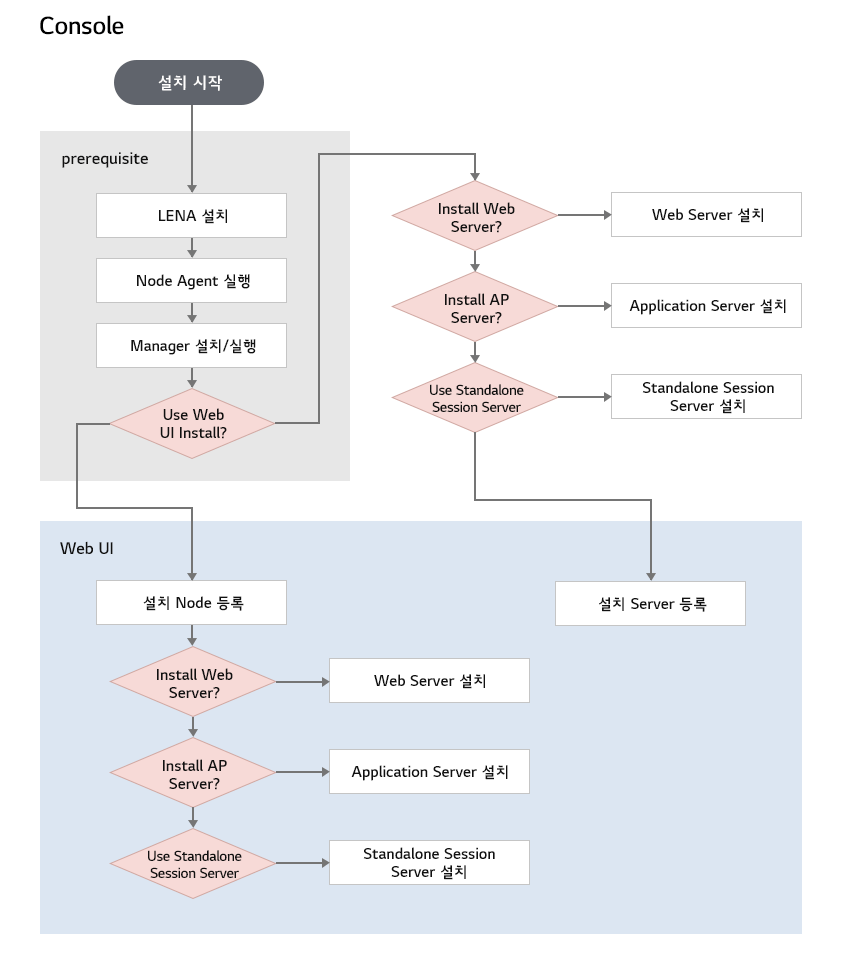 Console
설치 시작
prerequisite
LENA 설치
Node Agent 실행
Manager 설치/실행
Use Web
UI Install?
Install Web
Server?
Web Server 설치
Install AP
Server?
Application Server 설치
Use Standalone
Session Server
Standalone Session
Server 설치
Web UI
설치 Node 등록
설치 Server 등록
Install Web
Server?
Web Server 설치
Install AP
Server?
Application Server 설치
Use Standalone
Session Server
Standalone Session
Server 설치